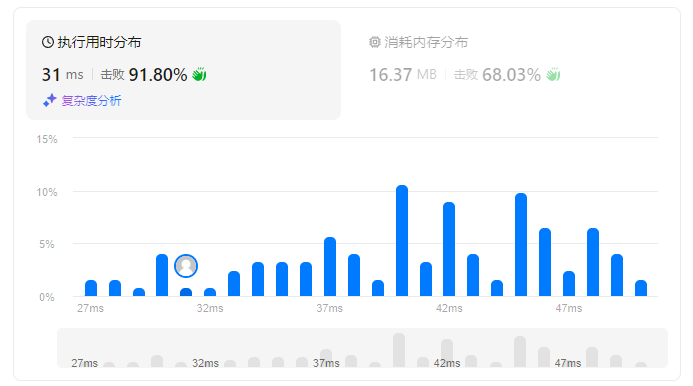 执行用时分布
31 ms 击败 91.80%
复杂度分析
消耗内存分布
16.37 MB 击败 68.03%
15%
10%
5%
0%
27ms 32ms 37ms 42ms 47ms
27ms 32ms 37ms 42ms 47ms